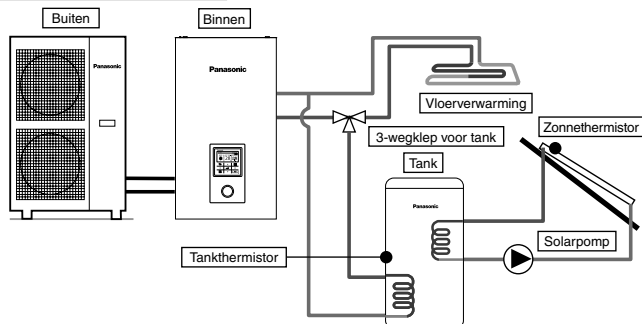 Buiten
Binnen
Panasonic
Panasonic
Vloerverwarming
Zonnethermistor
3-wegklep voor tank
Tank
Panasonic
Tankthermistor
Solarpomp